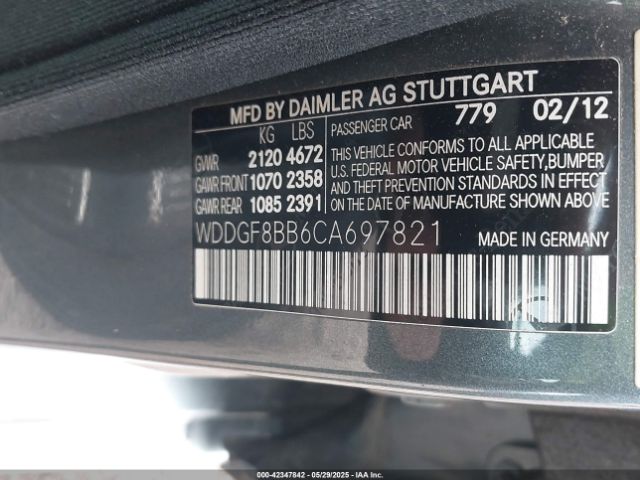 MFD BY DAIMLER AG STUTTGART
KG LBS PASSENGER CAR 779 02/12
GVWR 2120 4672
GAWR FRONT 1070 2358
GAWR REAR 1085 2391
THIS VEHICLE CONFORMS TO ALL APPLICABLE
U.S. FEDERAL MOTOR VEHICLE SAFETY, BUMPER
AND THEFT PREVENTION STANDARDS IN EFFECT
ON THE DATE OF MANUFACTURE SHOWN ABOVE
WDDGF8BB6CA697821 MADE IN GERMANY
000-42347842 - 05/29/2025 - IAA Inc.